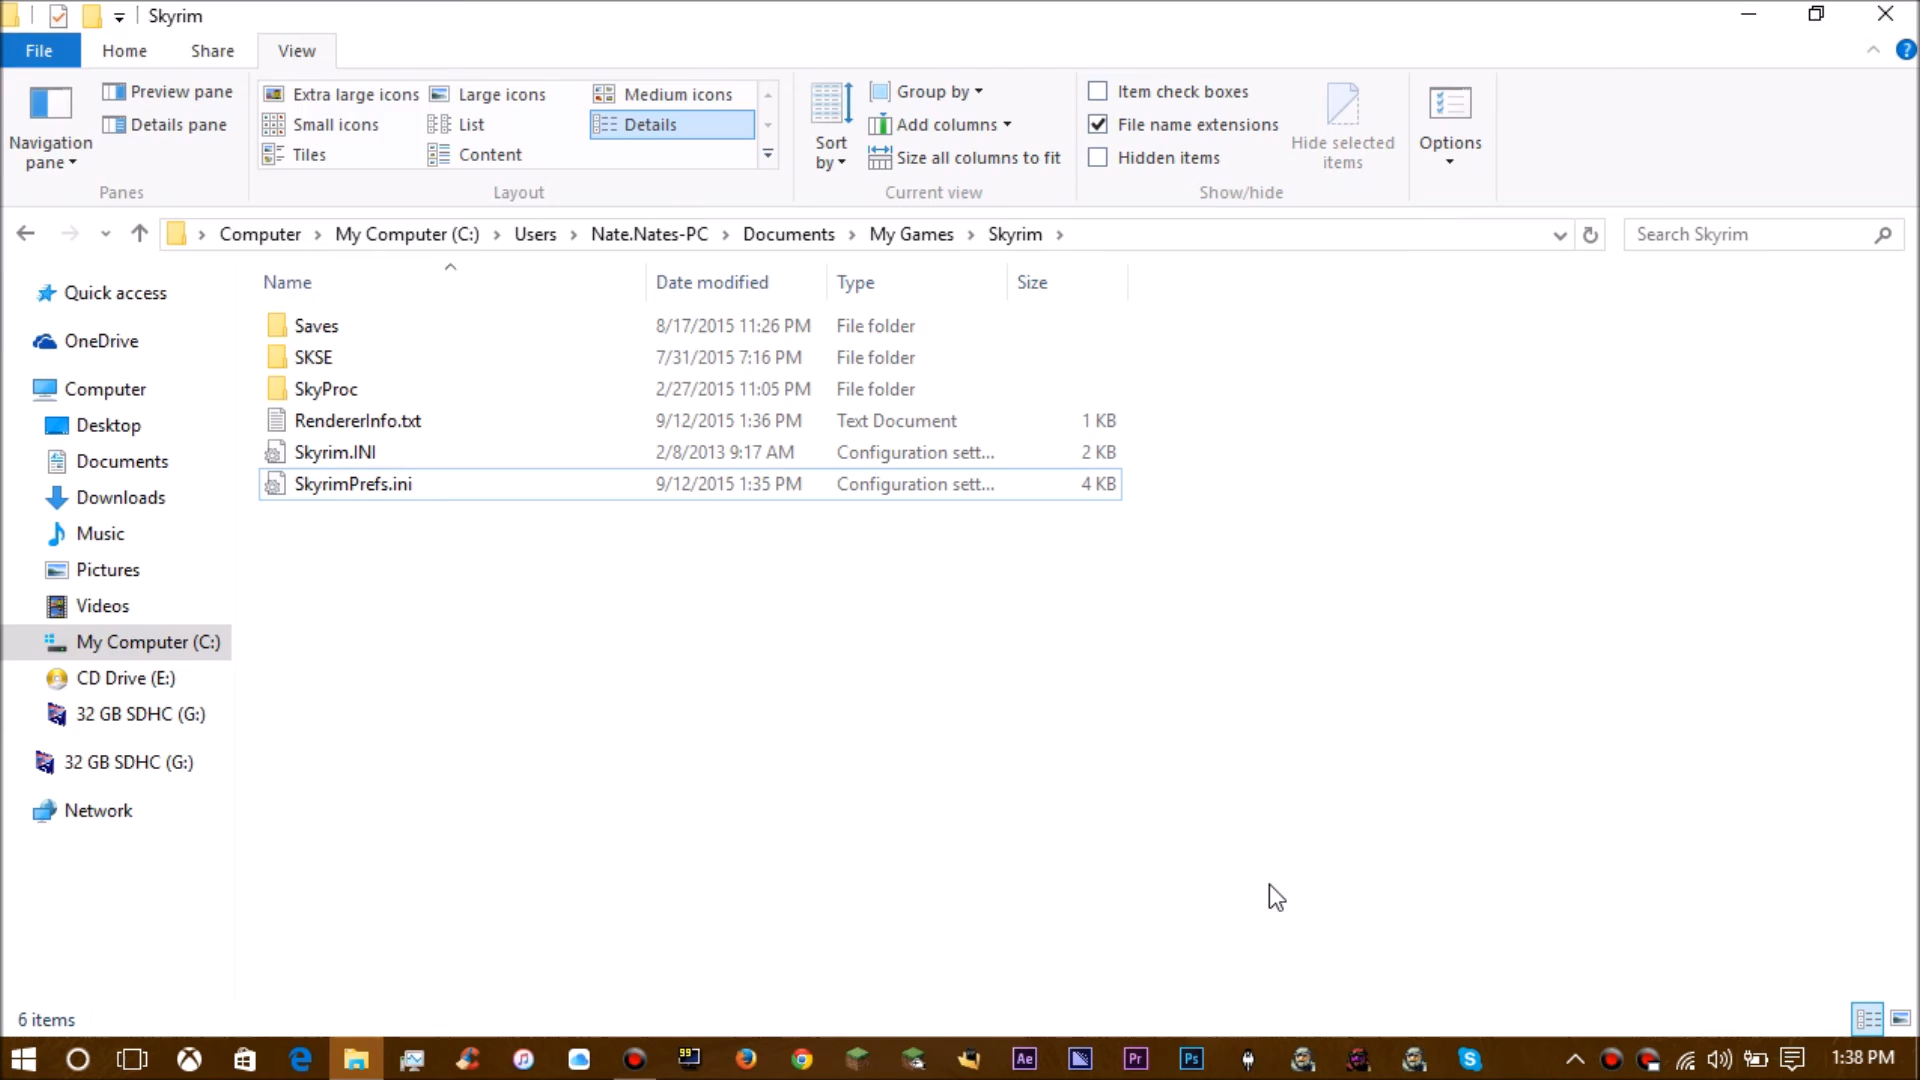 Skyrim
File Home Share View
Navigation pane
Preview pane
Details pane
Panes
Extra large icons Large icons Medium icons
Small icons List Details
Tiles Content
Layout
Sort by
Group by
Add columns
Size all columns to fit
Current view
Item check boxes
File name extensions
Hidden items
Hide selected items
Show/hide
Options
Computer My Computer (C:) Users Nate.Nates-PC Documents My Games Skyrim
Search Skyrim
Quick access
OneDrive
Computer
Desktop
Documents
Downloads
Music
Pictures
Videos
My Computer (C:)
CD Drive (E:)
32 GB SDHC (G:)
32 GB SDHC (G:)
Network
Name Date modified Type Size
Saves 8/17/2015 11:26 PM File folder
SKSE 7/31/2015 7:16 PM File folder
SkyProc 2/27/2015 11:05 PM File folder
RendererInfo.txt 9/12/2015 1:36 PM Text Document 1 KB
Skyrim.INI 2/8/2013 9:17 AM Configuration sett... 2 KB
SkyrimPrefs.ini 9/12/2015 1:35 PM Configuration sett... 4 KB
6 items
99 Ae Pr Ps 1:38 PM